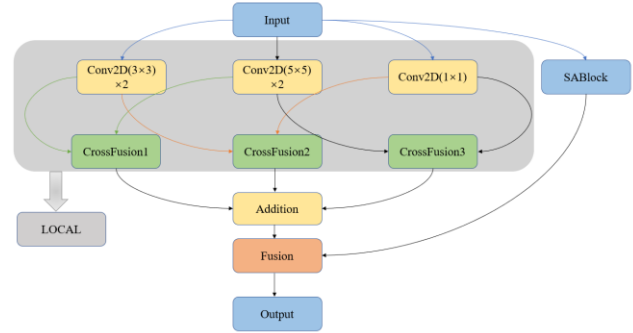 Input
Conv2D(3×3)
×2
Conv2D(5×5)
×2
Conv2D(1×1)
SABlock
CrossFusion1
CrossFusion2
CrossFusion3
LOCAL
Addition
Fusion
Output